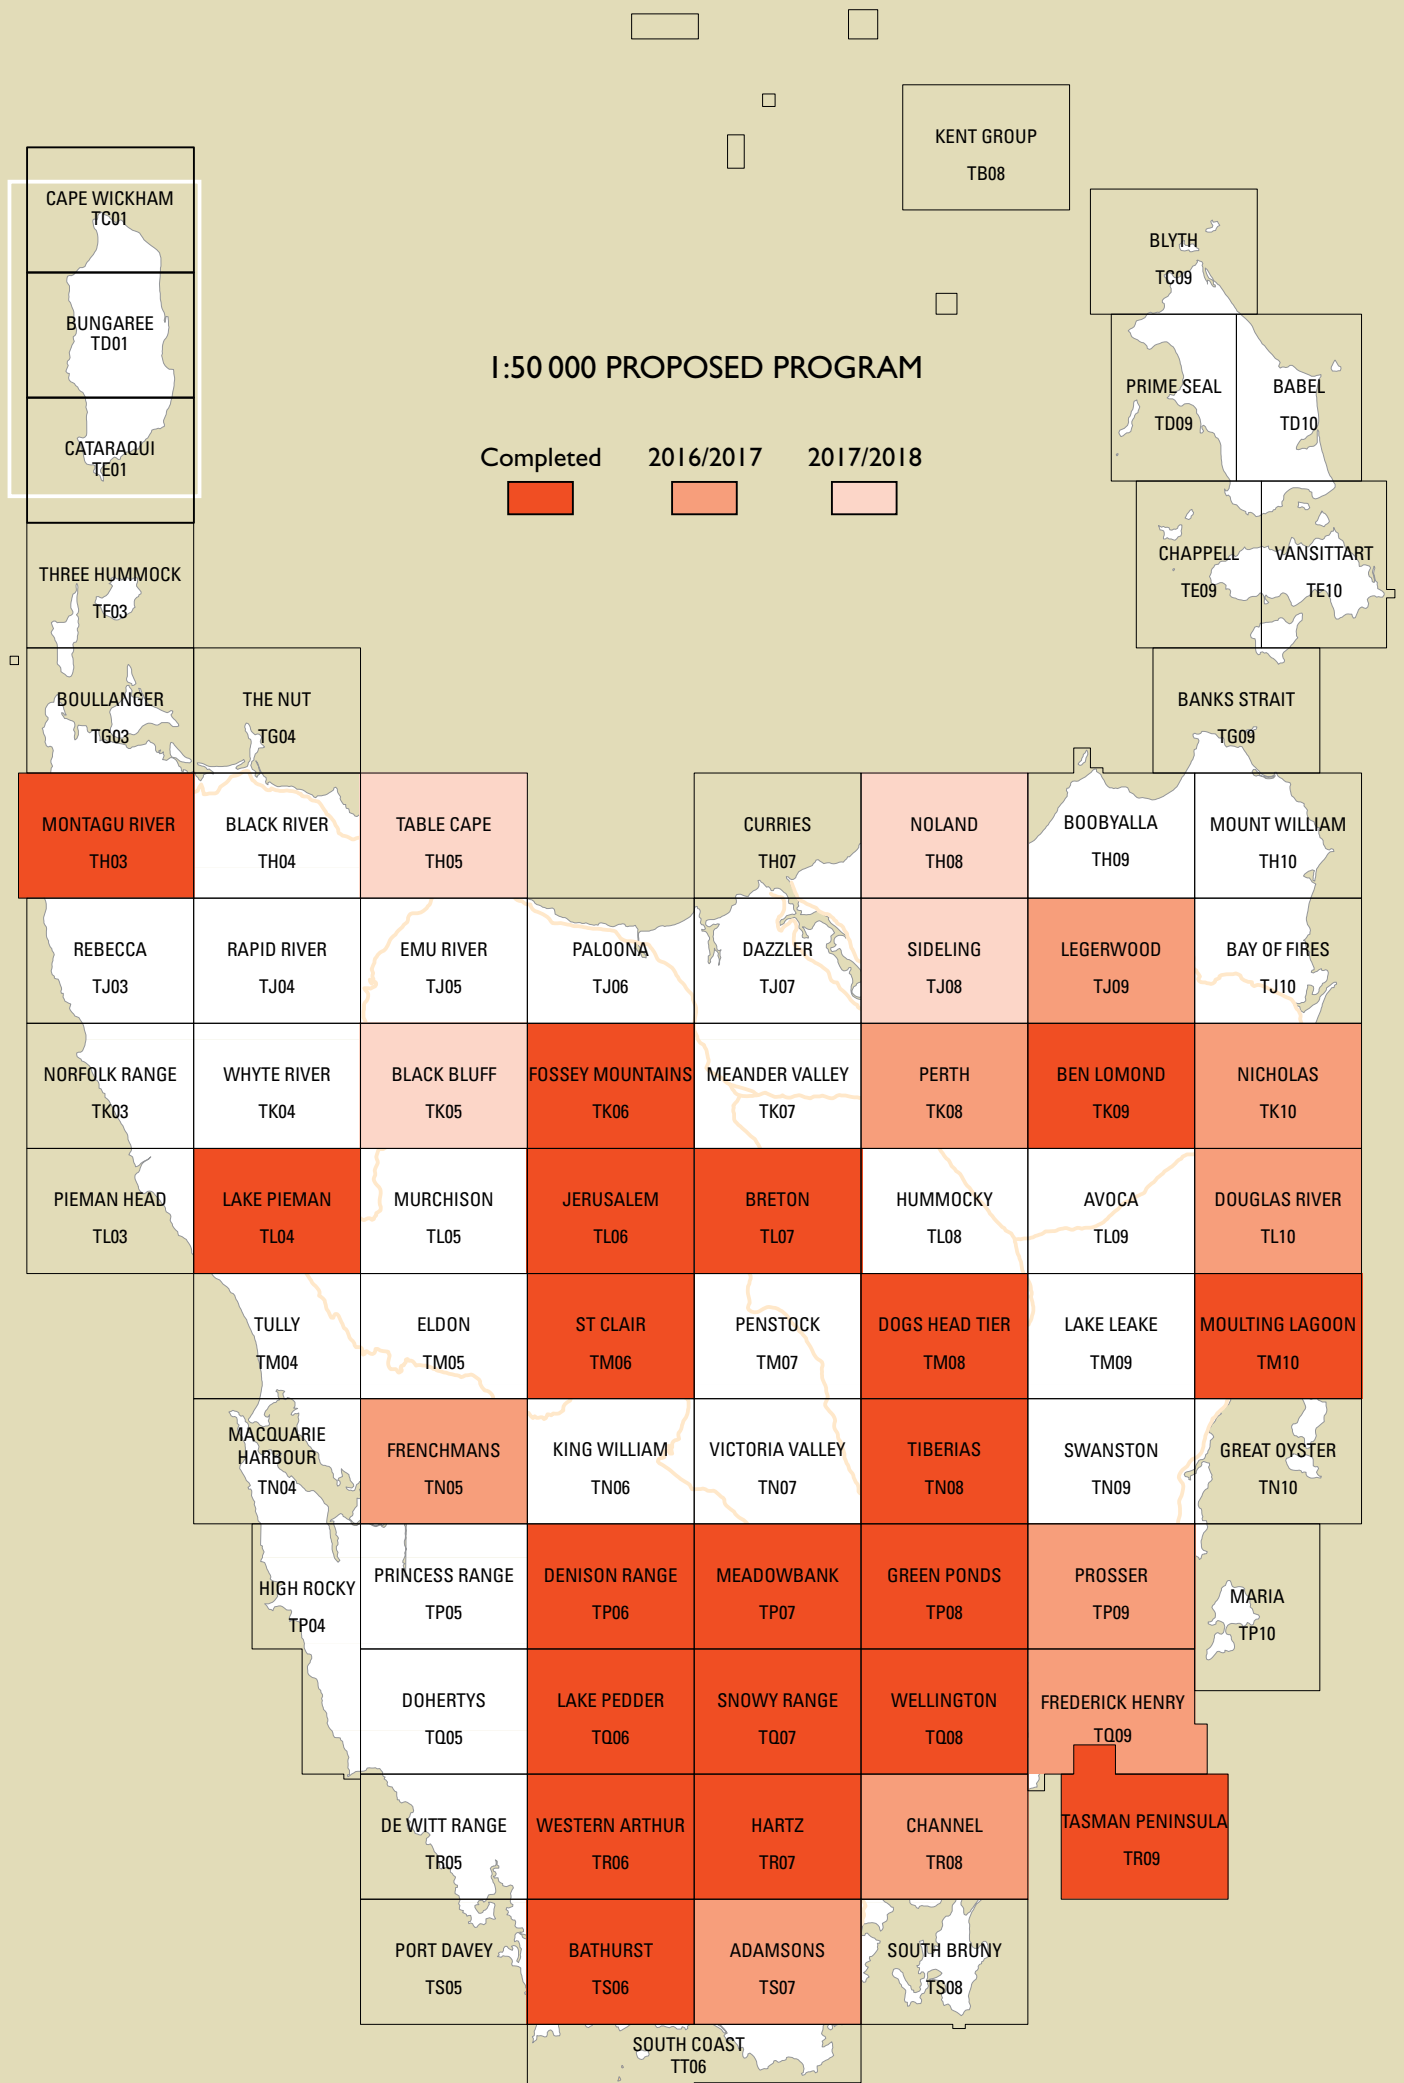 KENT GROUP
TB08
CAPE WICKHAM
TC01
BLYTH
TC09
BUNGAREE
TD01
1:50 000 PROPOSED PROGRAM
PRIME SEAL
TD09
BABEL
TD10
CATARAQUI
TE01
Completed 2016/2017 2017/2018
CHAPPELL
TE09
VANSITTART
TE10
THREE HUMMOCK
TF03
BOULLANGER
TG03
THE NUT
TG04
BANKS STRAIT
TG09
MONTAGU RIVER
TH03
BLACK RIVER
TH04
TABLE CAPE
TH05
CURRIES
TH07
NOLAND
TH08
BOOBYALLA
TH09
MOUNT WILLIAM
TH10
REBECCA
TJ03
RAPID RIVER
TJ04
EMU RIVER
TJ05
PALOONA
TJ06
DAZZLER
TJ07
SIDELING
TJ08
LEGERWOOD
TJ09
BAY OF FIRES
TJ10
NORFOLK RANGE
TK03
WHYTE RIVER
TK04
BLACK BLUFF
TK05
FOSSEY MOUNTAINS
TK06
MEANDER VALLEY
TK07
PERTH
TK08
BEN LOMOND
TK09
NICHOLAS
TK10
PIEMAN HEAD
TL03
LAKE PIEMAN
TL04
MURCHISON
TL05
JERUSALEM
TL06
BRETON
TL07
HUMMOCKY
TL08
AVOCA
TL09
DOUGLAS RIVER
TL10
TULLY
TM04
ELDON
TM05
ST CLAIR
TM06
PENSTOCK
TM07
DOGS HEAD TIER
TM08
LAKE LEAKE
TM09
MOULTING LAGOON
TM10
MACQUARIE
HARBOUR
TN04
FRENCHMANS
TN05
KING WILLIAM
TN06
VICTORIA VALLEY
TN07
TIBERIAS
TN08
SWANSTON
TN09
GREAT OYSTER
TN10
HIGH ROCKY
TP04
PRINCESS RANGE
TP05
DENISON RANGE
TP06
MEADOWBANK
TP07
GREEN PONDS
TP08
PROSSER
TP09
MARIA
TP10
DOHERTYS
TQ05
LAKE PEDDER
TQ06
SNOWY RANGE
TQ07
WELLINGTON
TQ08
FREDERICK HENRY
TQ09
DE WITT RANGE
TR05
WESTERN ARTHUR
TR06
HARTZ
TR07
CHANNEL
TR08
TASMAN PENINSULA
TR09
PORT DAVEY
TS05
BATHURST
TS06
ADAMSONS
TS07
SOUTH BRUNY
TS08
SOUTH COAST
TT06